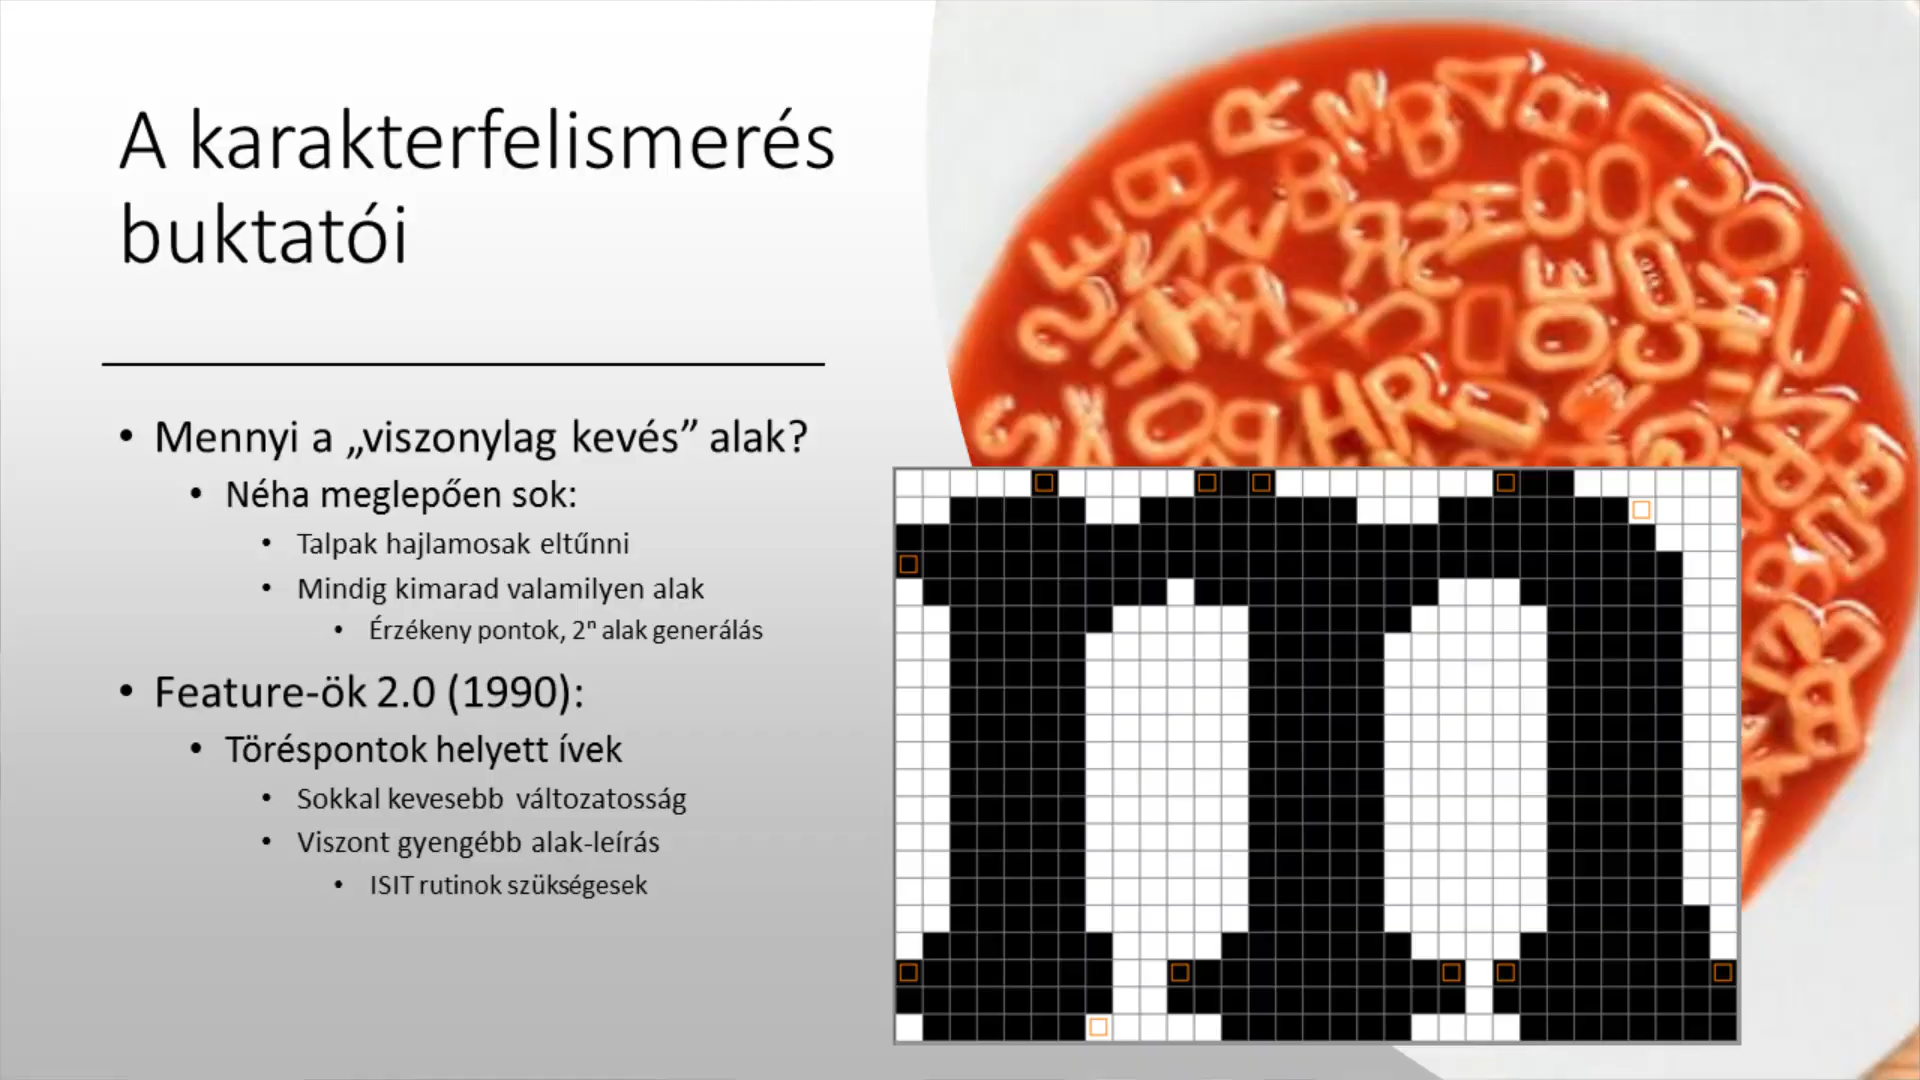 A karakterfelismerés
buktatói
• Mennyi a „viszonylag kevés” alak?
• Néha meglepően sok:
• Talpak hajlamosak eltűnni
• Mindig kimarad valamilyen alak
• Érzékeny pontok, 2ⁿ alak generálás
• Feature-ök 2.0 (1990):
• Töréspontok helyett ívek
• Sokkal kevesebb változatosság
• Viszont gyengébb alak-leírás
• ISIT rutinok szükségesek
m